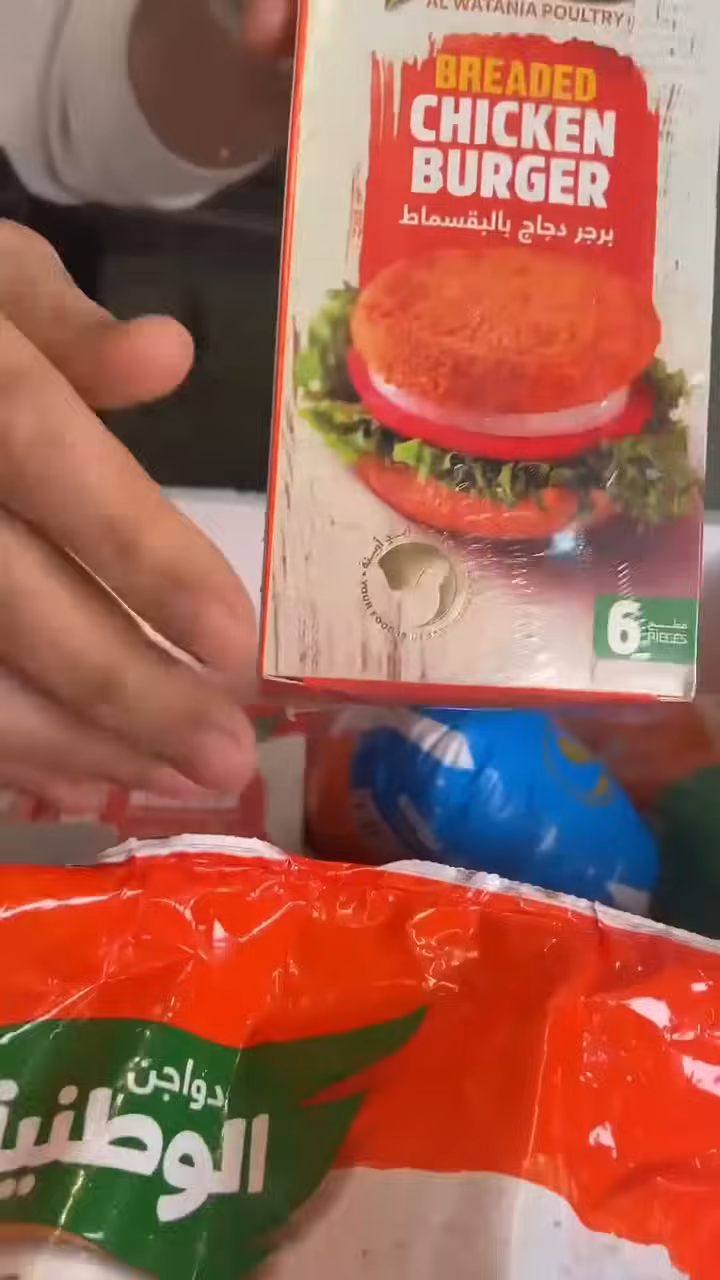 AL WATANIA POULTRY
BREADED
CHICKEN
BURGER
برجر دجاج بالبقسماط
6
PIECES
دواجن
الوطنية